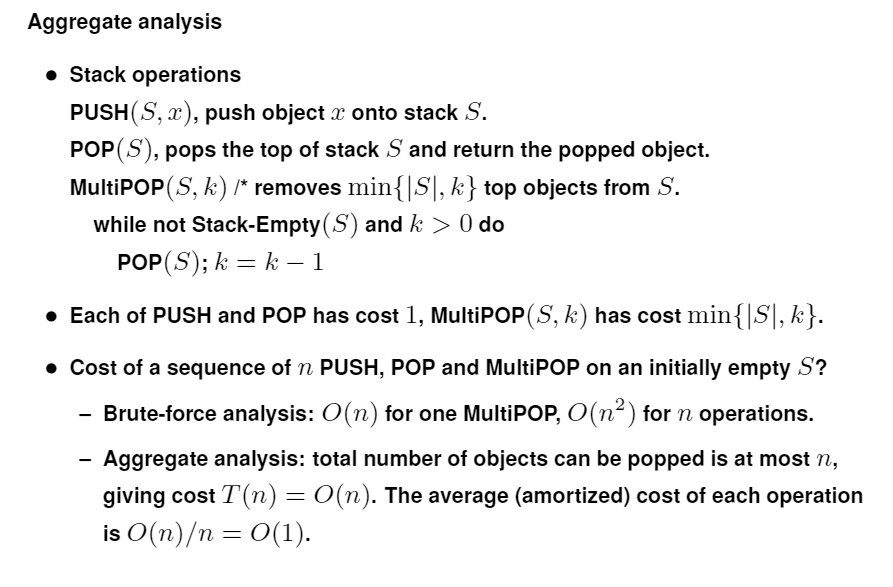 Aggregate analysis
● Stack operations
PUSH(S, x), push object x onto stack S.
POP(S), pops the top of stack S and return the popped object.
MultiPOP(S, k) /* removes min{|S|, k} top objects from S.
while not Stack-Empty(S) and k > 0 do
POP(S); k = k − 1
● Each of PUSH and POP has cost 1, MultiPOP(S, k) has cost min{|S|, k}.
● Cost of a sequence of n PUSH, POP and MultiPOP on an initially empty S?
– Brute-force analysis: O(n) for one MultiPOP, O(n²) for n operations.
– Aggregate analysis: total number of objects can be popped is at most n,
giving cost T(n) = O(n). The average (amortized) cost of each operation
is O(n)/n = O(1).